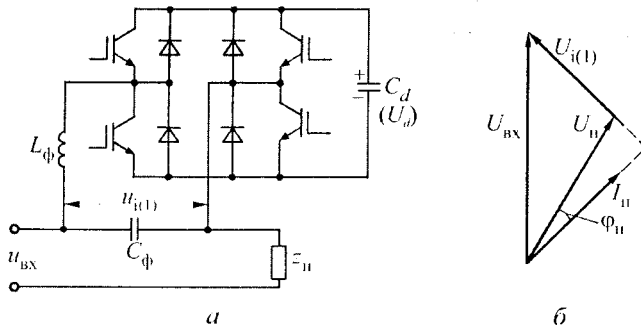 +
−
C_d
(U_d)
L_ф
u_i(1)
C_ф
u_вх
z_н
а
U_i(1)
U_вх
U_н
I_н
φ_н
б